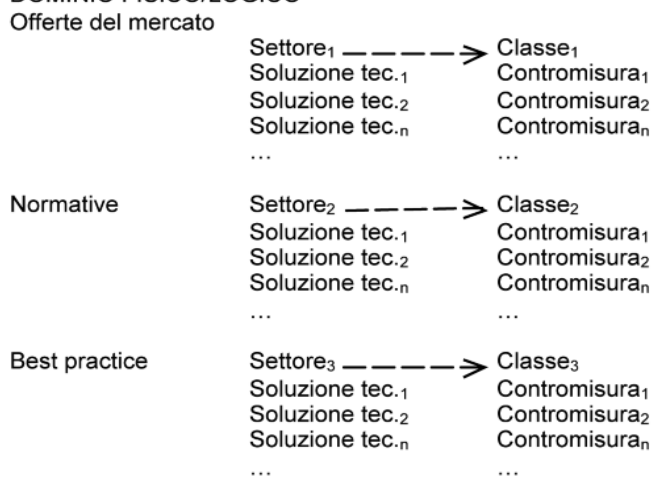 Offerte del mercato
Settore₁ Classe₁
Soluzione tec.₁ Contromisura₁
Soluzione tec.₂ Contromisura₂
Soluzione tec.ₙ Contromisuraₙ
… …
Normative Settore₂ Classe₂
Soluzione tec.₁ Contromisura₁
Soluzione tec.₂ Contromisura₂
Soluzione tec.ₙ Contromisuraₙ
… …
Best practice Settore₃ Classe₃
Soluzione tec.₁ Contromisura₁
Soluzione tec.₂ Contromisura₂
Soluzione tec.ₙ Contromisuraₙ
… …